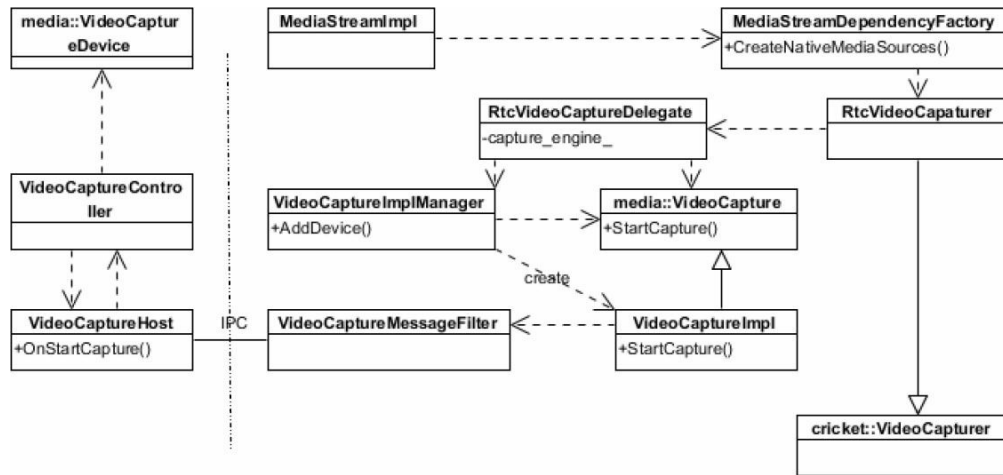 media::VideoCaptur
eDevice
MediaStreamImpl
MediaStreamDependencyFactory
+CreateNativeMediaSources()
RtcVideoCaptureDelegate
-capture_engine_
RtcVideoCapaturer
VideoCaptureContro
ller
VideoCaptureImplManager
+AddDevice()
media::VideoCapture
+StartCapture()
create
VideoCaptureHost
+OnStartCapture()
IPC
VideoCaptureMessageFilter
VideoCaptureImpl
+StartCapture()
cricket::VideoCapturer